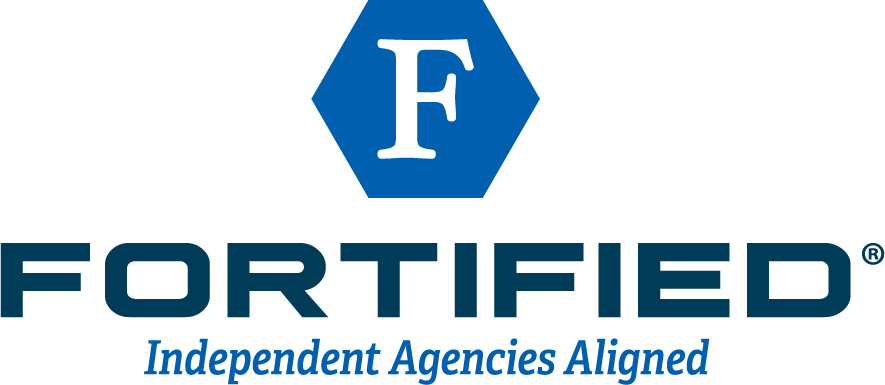 F
FORTIFIED®
Independent Agencies Aligned